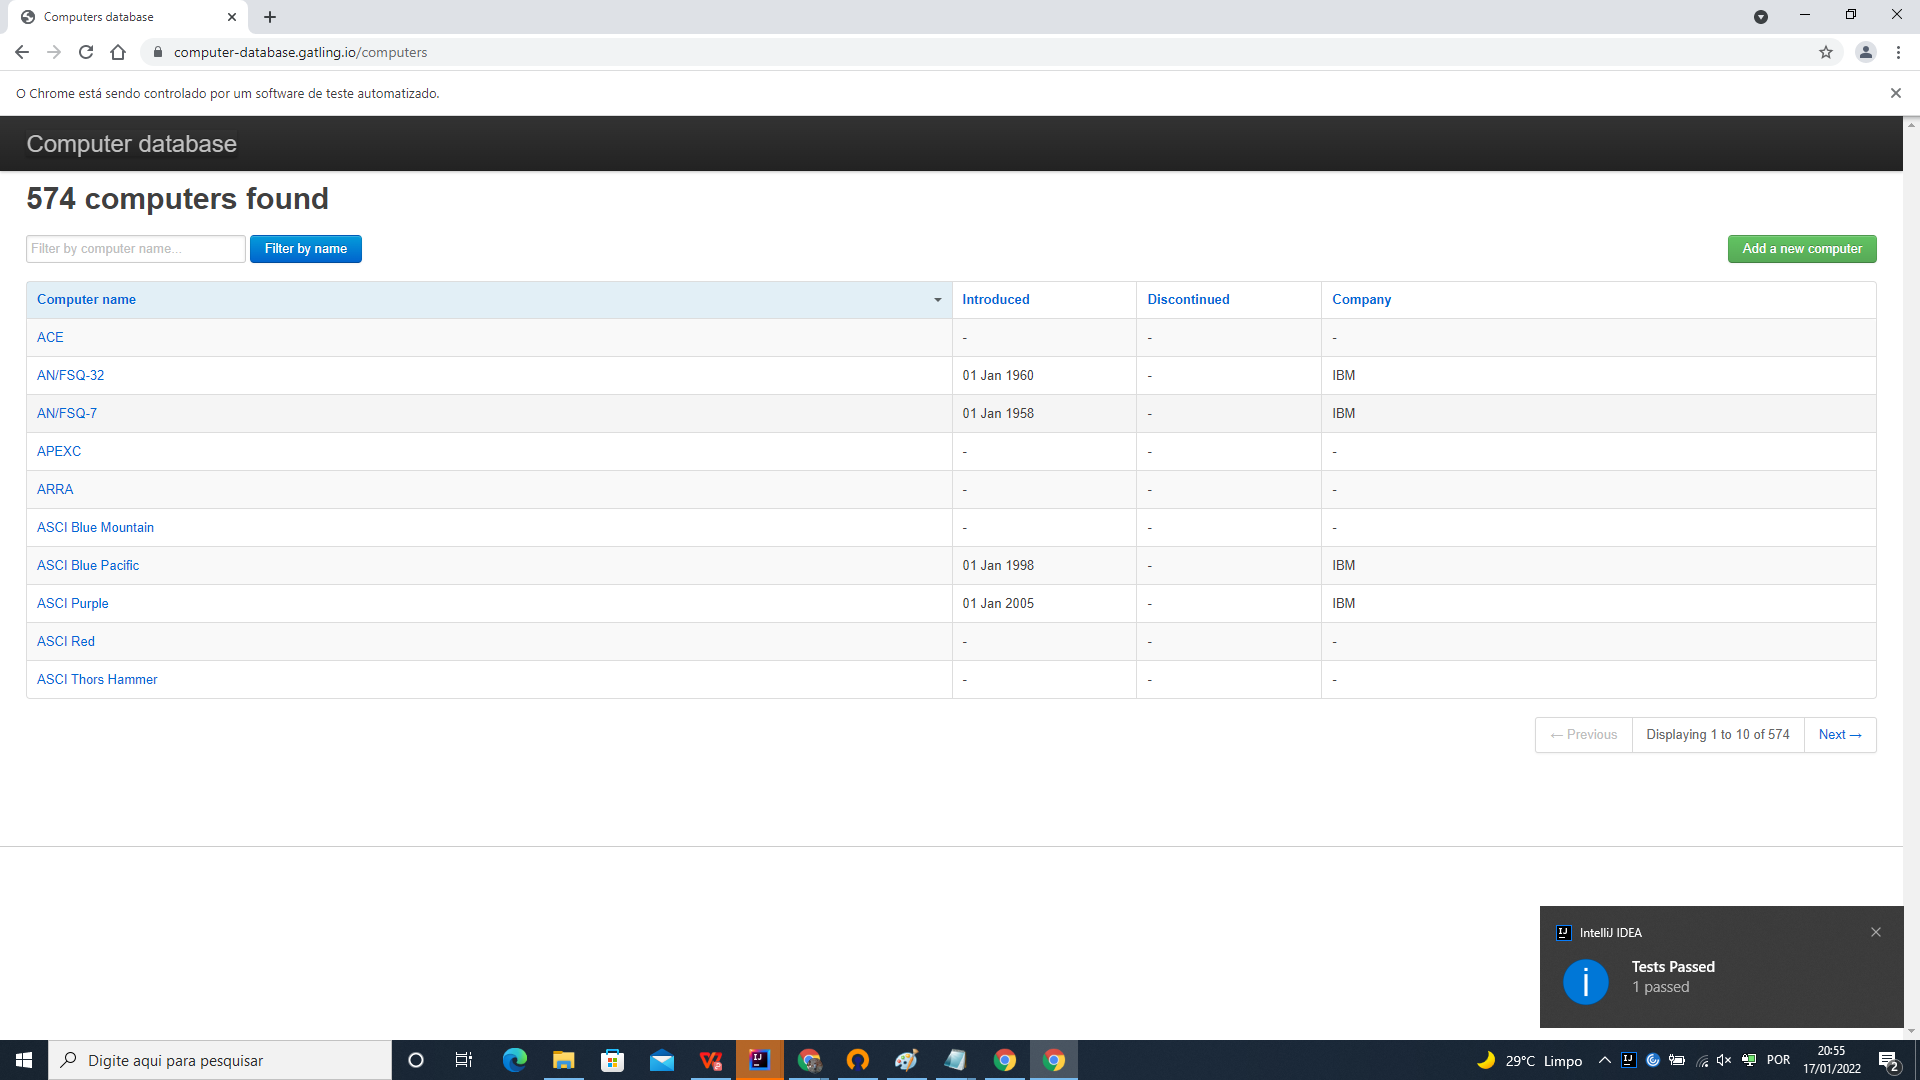 Computers database
computer-database.gatling.io/computers
O Chrome está sendo controlado por um software de teste automatizado.
Computer database
574 computers found
Filter by computer name... Filter by name Add a new computer
Computer name Introduced Discontinued Company
ACE - - -
AN/FSQ-32 01 Jan 1960 - IBM
AN/FSQ-7 01 Jan 1958 - IBM
APEXC - - -
ARRA - - -
ASCI Blue Mountain - - -
ASCI Blue Pacific 01 Jan 1998 - IBM
ASCI Purple 01 Jan 2005 - IBM
ASCI Red - - -
ASCI Thors Hammer - - -
← Previous Displaying 1 to 10 of 574 Next →
IntelliJ IDEA
Tests Passed
1 passed
Digite aqui para pesquisar
29°C Limpo
POR
20:55
17/01/2022
2